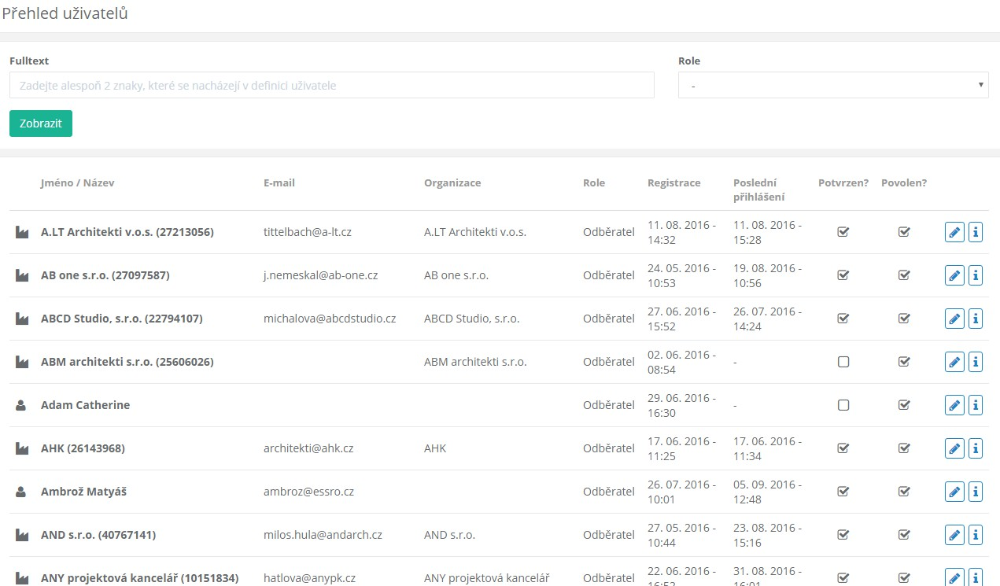 Přehled uživatelů
Fulltext
Role
Zadejte alespoň 2 znaky, které se nacházejí v definici uživatele
-
Zobrazit
Jméno / Název E-mail Organizace Role Registrace Poslední přihlášení Potvrzen? Povolen?
A.LT Architekti v.o.s. (27213056) tittelbach@a-lt.cz A.LT Architekti v.o.s. Odběratel 11. 08. 2016 - 14:32 11. 08. 2016 - 15:28
AB one s.r.o. (27097587) j.nemeskal@ab-one.cz AB one s.r.o. Odběratel 24. 05. 2016 - 10:53 19. 08. 2016 - 10:56
ABCD Studio, s.r.o. (22794107) michalova@abcdstudio.cz ABCD Studio, s.r.o. Odběratel 27. 06. 2016 - 15:52 26. 07. 2016 - 14:24
ABM architekti s.r.o. (25606026) ABM architekti s.r.o. Odběratel 02. 06. 2016 - 08:54 -
Adam Catherine Odběratel 29. 06. 2016 - 16:30 -
AHK (26143968) architekti@ahk.cz AHK Odběratel 17. 06. 2016 - 11:25 17. 06. 2016 - 11:34
Ambrož Matyáš ambroz@essro.cz Odběratel 26. 07. 2016 - 10:01 05. 09. 2016 - 12:48
AND s.r.o. (40767141) milos.hula@andarch.cz AND s.r.o. Odběratel 27. 05. 2016 - 10:44 23. 08. 2016 - 15:16
ANY projektová kancelář (10151834) hatlova@anypk.cz ANY projektová kancelář Odběratel 22. 06. 2016 - 31. 08. 2016 -